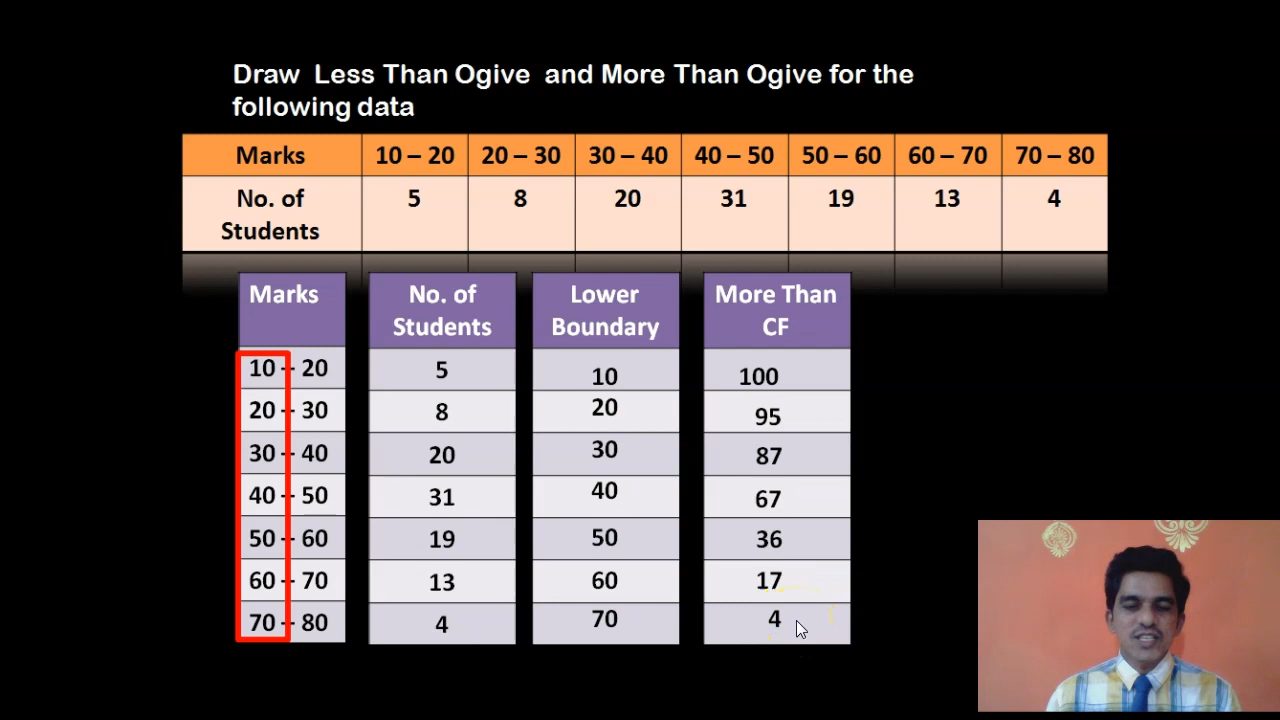 Draw Less Than Ogive and More Than Ogive for the
following data
Marks 10 – 20 20 – 30 30 – 40 40 – 50 50 – 60 60 – 70 70 – 80
No. of 5 8 20 31 19 13 4
Students
Marks No. of Lower More Than
Students Boundary CF
10 – 20 5 10 100
20 – 30 8 20 95
30 – 40 20 30 87
40 – 50 31 40 67
50 – 60 19 50 36
60 – 70 13 60 17
70 – 80 4 70 4